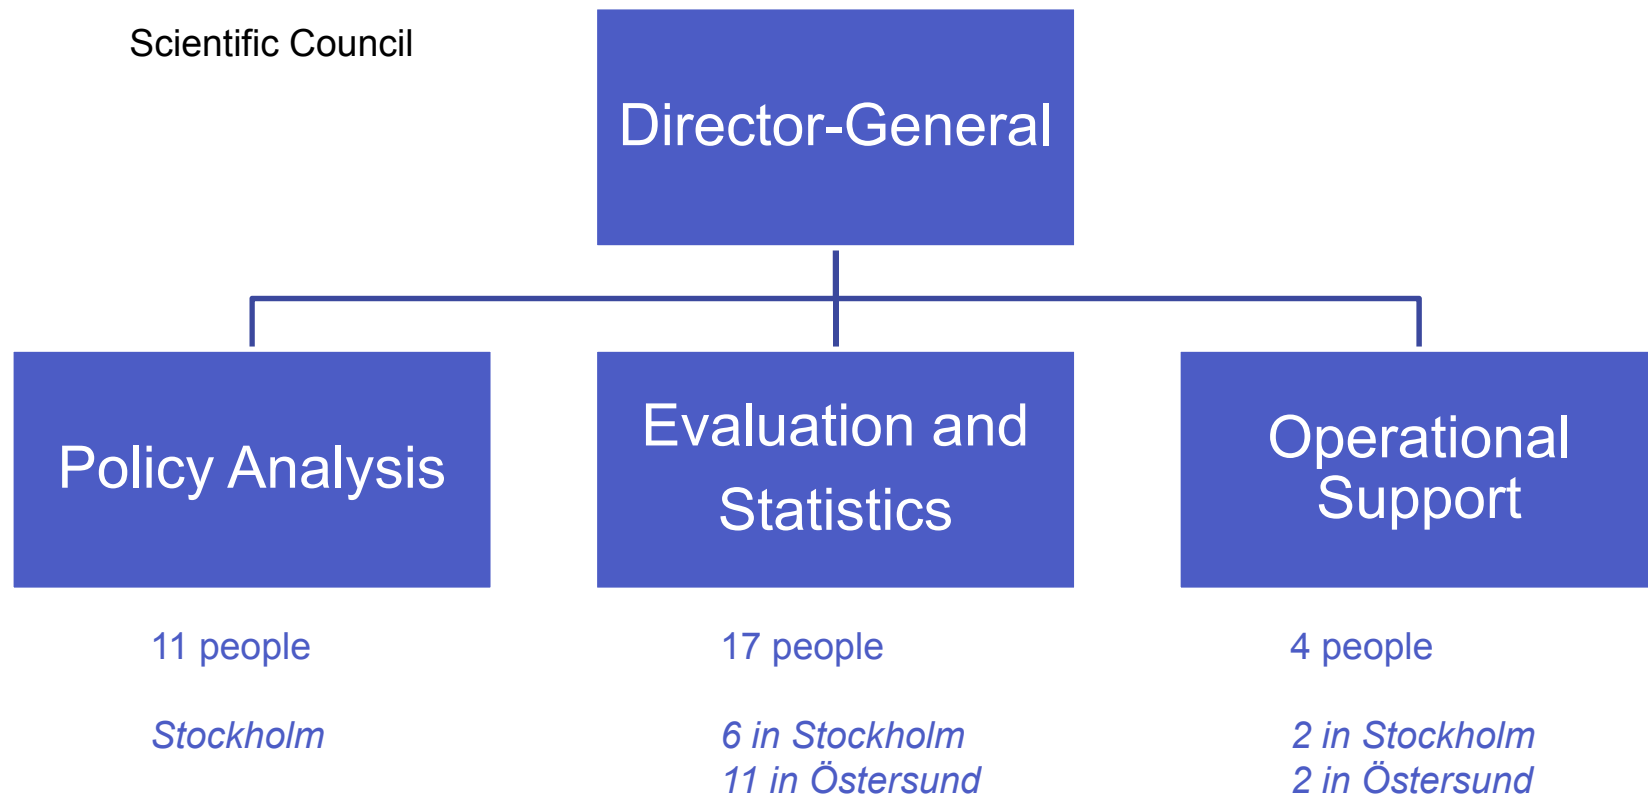 Scientific Council
Director-General
Policy Analysis
Evaluation and
Statistics
Operational
Support
11 people
Stockholm
17 people
6 in Stockholm
11 in Östersund
4 people
2 in Stockholm
2 in Östersund